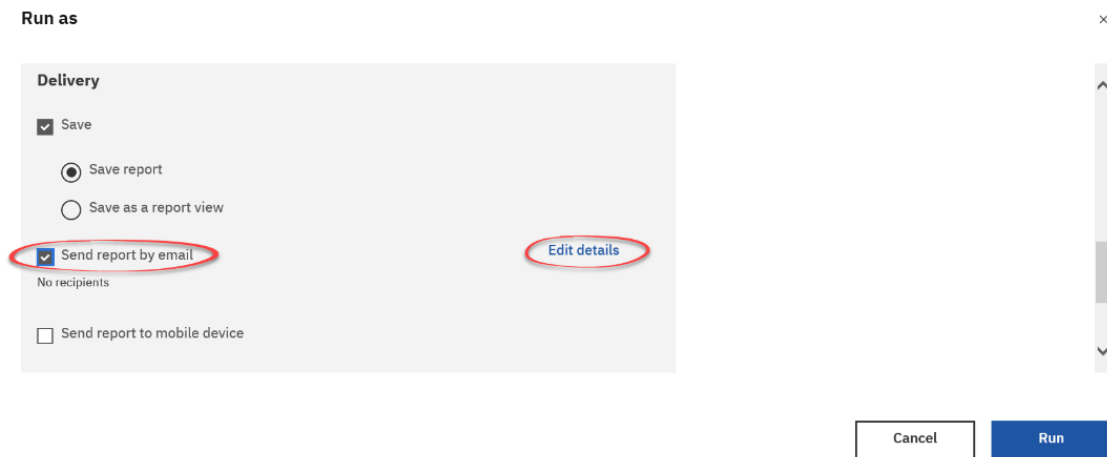 Run as
Delivery
Save
Save report
Save as a report view
Send report by email
Edit details
No recipients
Send report to mobile device
Cancel
Run